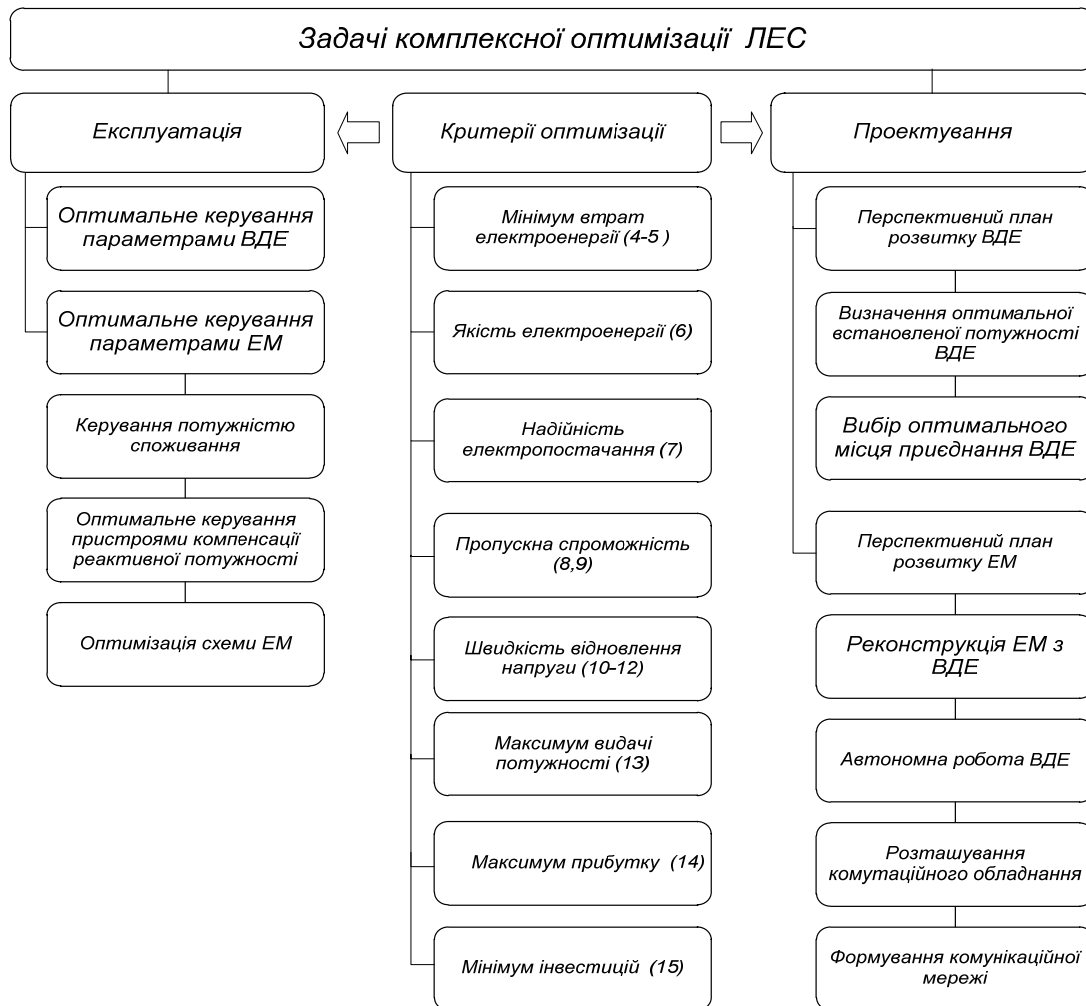 Задачі комплексної оптимізації ЛЕС
Експлуатація
Оптимальне керування
параметрами ВДЕ
Оптимальне керування
параметрами ЕМ
Керування потужністю
споживання
Оптимальне керування
пристроями компенсації
реактивної потужності
Оптимізація схеми ЕМ
Критерії оптимізації
Мінімум втрат
електроенергії (4-5 )
Якість електроенергії (6)
Надійність
електропостачання (7)
Пропускна спроможність
(8,9)
Швидкість відновлення
напруги (10-12)
Максимум видачі
потужності (13)
Максимум прибутку (14)
Мінімум інвестицій (15)
Проектування
Перспективний план
розвитку ВДЕ
Визначення оптимальної
встановленої потужності
ВДЕ
Вибір оптимального
місця приєднання ВДЕ
Перспективний план
розвитку ЕМ
Реконструкція ЕМ з
ВДЕ
Автономна робота ВДЕ
Розташування
комутаційного обладнання
Формування комунікаційної
мережі